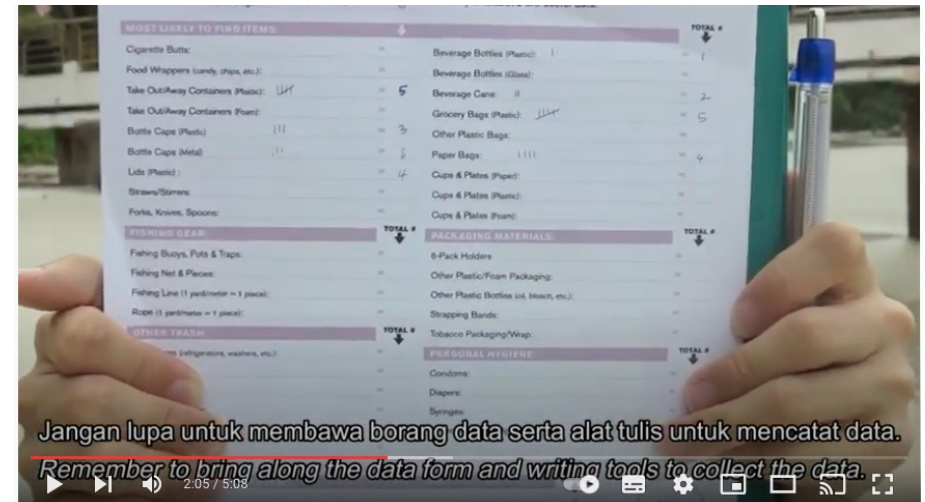 MOST LIKELY TO FIND ITEMS:
Cigarette Butts: =
Food Wrappers (candy, chips, etc.): =
Take Out/Away Containers (Plastic): = 5
Take Out/Away Containers (Foam): =
Bottle Caps (Plastic) = 3
Bottle Caps (Metal) =
Lids (Plastic): = 4
Straws/Stirrers: =
Forks, Knives, Spoons: =
TOTAL #
Beverage Bottles (Plastic): = 1
Beverage Bottles (Glass): =
Beverage Cans: = 2
Grocery Bags (Plastic): = 5
Other Plastic Bags: =
Paper Bags: = 4
Cups & Plates (Paper): =
Cups & Plates (Plastic): =
Cups & Plates (Foam): =
FISHING GEAR: TOTAL #
Fishing Buoys, Pots & Traps: =
Fishing Net & Pieces: =
Fishing Line (1 yard/meter = 1 piece): =
Rope (1 yard/meter = 1 piece): =
PACKAGING MATERIALS: TOTAL #
6-Pack Holders =
Other Plastic/Foam Packaging: =
Other Plastic Bottles (oil, bleach, etc.): =
Strapping Bands: =
Tobacco Packaging/Wrap: =
OTHER TRASH: TOTAL #
(refrigerators, washers, etc.): =
PERSONAL HYGIENE: TOTAL #
Condoms: =
Diapers: =
Syringes:
Jangan lupa untuk membawa borang data serta alat tulis untuk mencatat data.
Remember to bring along the data form and writing tools to collect the data.
2:05 / 5:08